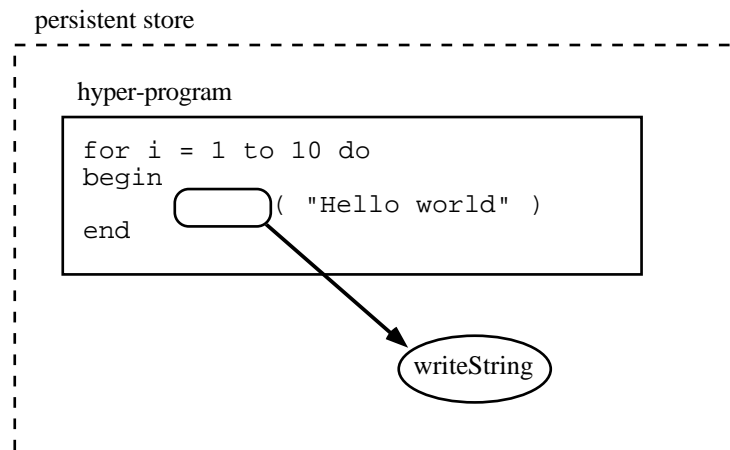 persistent store
hyper-program
for i = 1 to 10 do
begin
( "Hello world" )
end
writeString